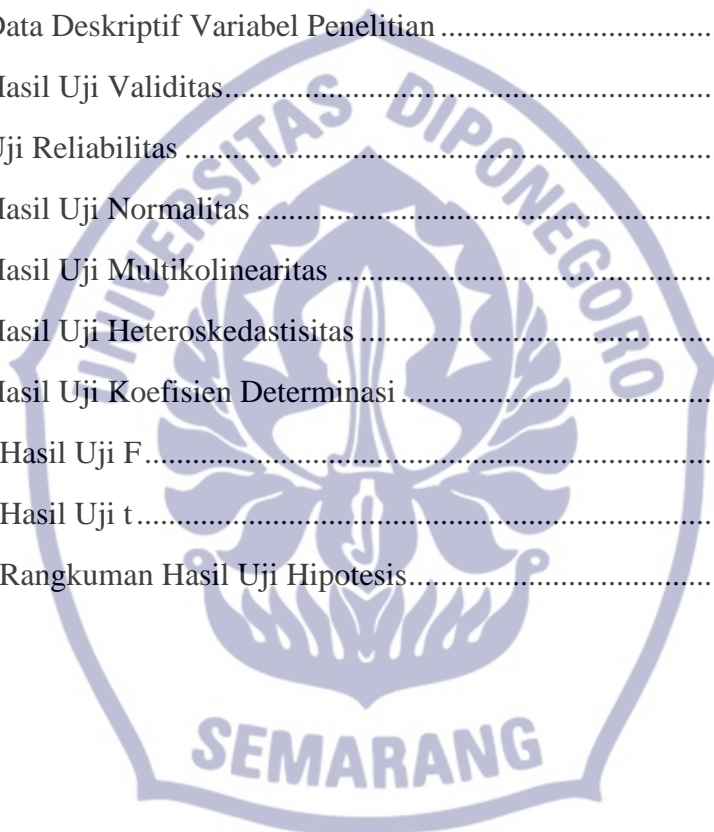 Data Deskriptif Variabel Penelitian ...................................
Hasil Uji Validitas...............................................................
Uji Reliabilitas .....................................................................
Hasil Uji Normalitas ..........................................................
Hasil Uji Multikolinearitas ................................................
Hasil Uji Heteroskedastisitas .............................................
Hasil Uji Koefisien Determinasi .......................................
Hasil Uji F...........................................................................
Hasil Uji t............................................................................
Rangkuman Hasil Uji Hipotesis.......................................
UNIVERSITAS DIPONEGORO
SEMARANG